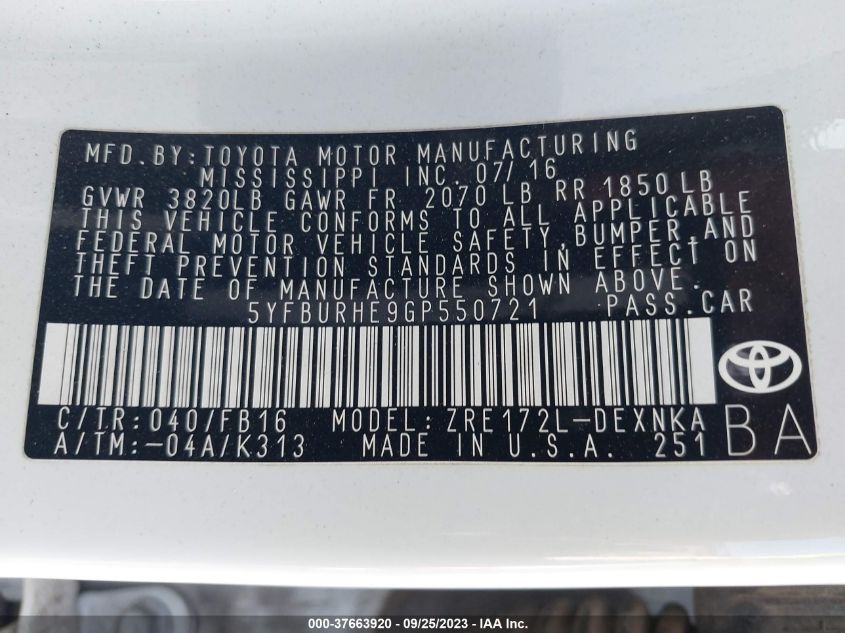 MFD. BY: TOYOTA MOTOR MANUFACTURING
MISSISSIPPI INC. 07/16
GVWR 3820LB GAWR FR 2070 LB RR 1850 LB
THIS VEHICLE CONFORMS TO ALL APPLICABLE
FEDERAL MOTOR VEHICLE SAFETY, BUMPER, AND
THEFT PREVENTION STANDARDS IN EFFECT ON
THE DATE OF MANUFACTURE SHOWN ABOVE.
5YFBURHE9GP550721 PASS. CAR
C/TR: 040/FB16 MODEL: ZRE172L-DEXNKA
A/TM: -04A/K313 MADE IN U.S.A. 251
BA
000-37663920 - 09/25/2023 - IAA Inc.